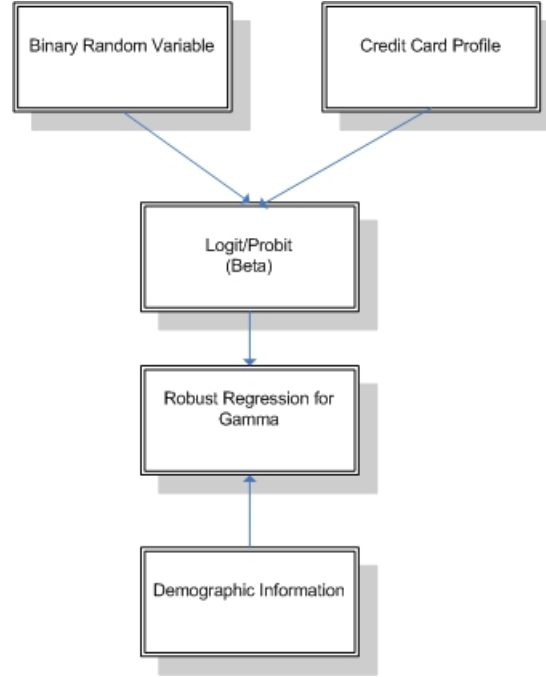 Binary Random Variable
Credit Card Profile
Logit/Probit
(Beta)
Robust Regression for
Gamma
Demographic Information